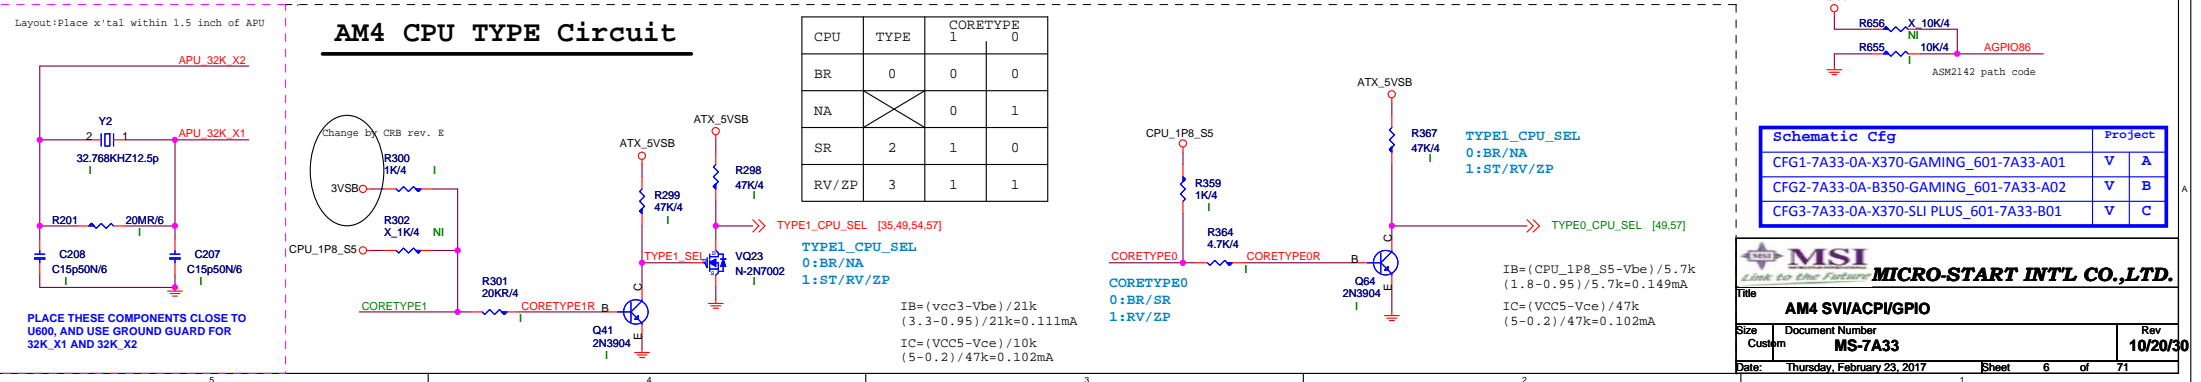 Layout:Place x'tal within 1.5 inch of APU
APU_32K_X2
Y2
2
1
APU_32K_X1
32.768KHZ12.5p
I
R201
20MR/6
I
C208
C15p50N/6
I
C207
C15p50N/6
I
PLACE THESE COMPONENTS CLOSE TO
U600, AND USE GROUND GUARD FOR
32K_X1 AND 32K_X2
AM4 CPU TYPE Circuit
Change by CRB rev. E
R300
1K/4
I
3VSB
R302
X_1K/4
NI
CPU_1P8_S5
CORETYPE1
R301
20KR/4
I
CORETYPE1R
B
C
E
Q41
2N3904
I
ATX_5VSB
R299
47K/4
I
TYPE1_SEL
ATX_5VSB
R298
47K/4
I
VQ23
N-2N7002
I
TYPE1_CPU_SEL [35,49,54,57]
TYPE1_CPU_SEL
0:BR/NA
1:ST/RV/ZP
IB=(vcc3-Vbe)/21k
(3.3-0.95)/21k=0.111mA
IC=(VCC5-Vce)/10k
(5-0.2)/47k=0.102mA
CPU TYPE CORETYPE
1 0
BR 0 0 0
NA 0 1
SR 2 1 0
RV/ZP 3 1 1
CPU_1P8_S5
R359
1K/4
I
R364
4.7K/4
I
CORETYPE0
CORETYPE0R
CORETYPE0
0:BR/SR
1:RV/ZP
ATX_5VSB
R367
47K/4
I
TYPE1_CPU_SEL
0:BR/NA
1:ST/RV/ZP
B
C
E
Q64
2N3904
I
TYPE0_CPU_SEL [49,57]
IB=(CPU_1P8_S5-Vbe)/5.7k
(1.8-0.95)/5.7k=0.149mA
IC=(VCC5-Vce)/47k
(5-0.2)/47k=0.102mA
R656
X_10K/4
NI
R655
10K/4
I
AGPIO86
ASM2142 path code
Schematic Cfg Project
CFG1-7A33-0A-X370-GAMING_601-7A33-A01 V A
CFG2-7A33-0A-B350-GAMING_601-7A33-A02 V B
CFG3-7A33-0A-X370-SLI PLUS_601-7A33-B01 V C
A
MSI
Link to the Future
MICRO-START INT'L CO.,LTD.
Title
AM4 SVI/ACPI/GPIO
Size Document Number Rev
Custom MS-7A33 10/20/30
Date: Thursday, February 23, 2017 Sheet 6 of 71
5 4 3 2 1